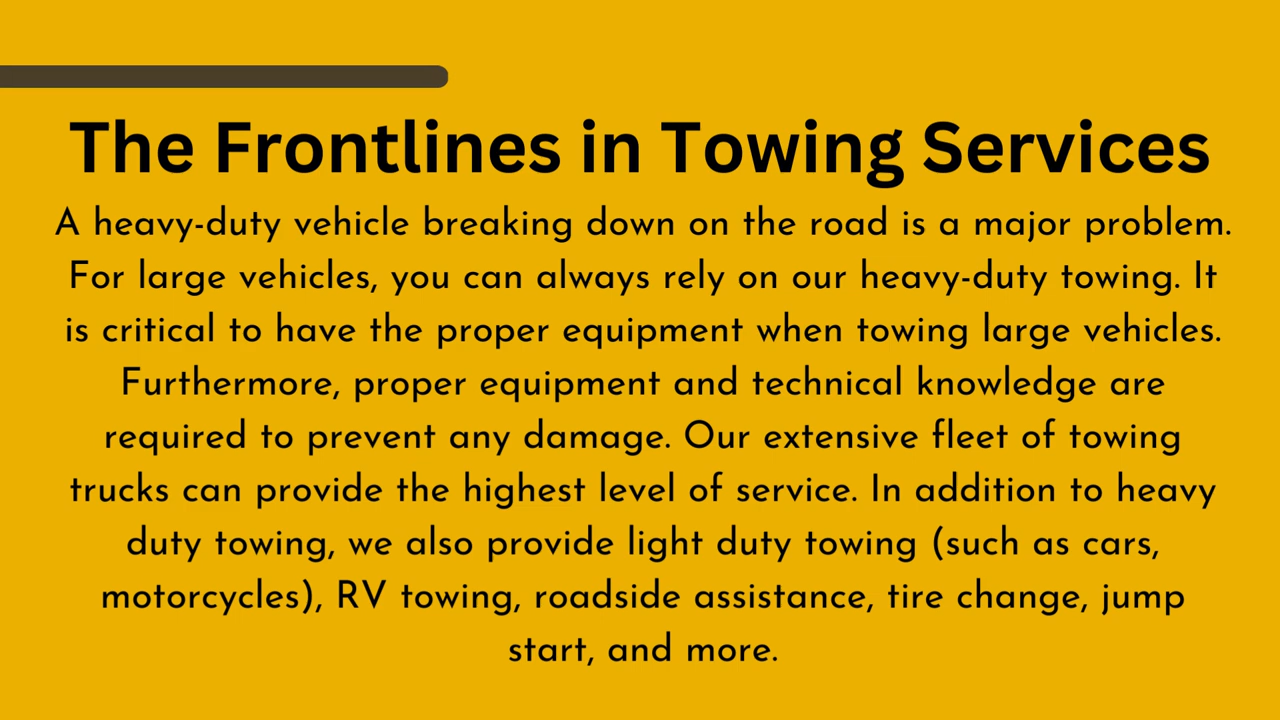 The Frontlines in Towing Services
A heavy-duty vehicle breaking down on the road is a major problem.
For large vehicles, you can always rely on our heavy-duty towing. It
is critical to have the proper equipment when towing large vehicles.
Furthermore, proper equipment and technical knowledge are
required to prevent any damage. Our extensive fleet of towing
trucks can provide the highest level of service. In addition to heavy
duty towing, we also provide light duty towing (such as cars,
motorcycles), RV towing, roadside assistance, tire change, jump
start, and more.